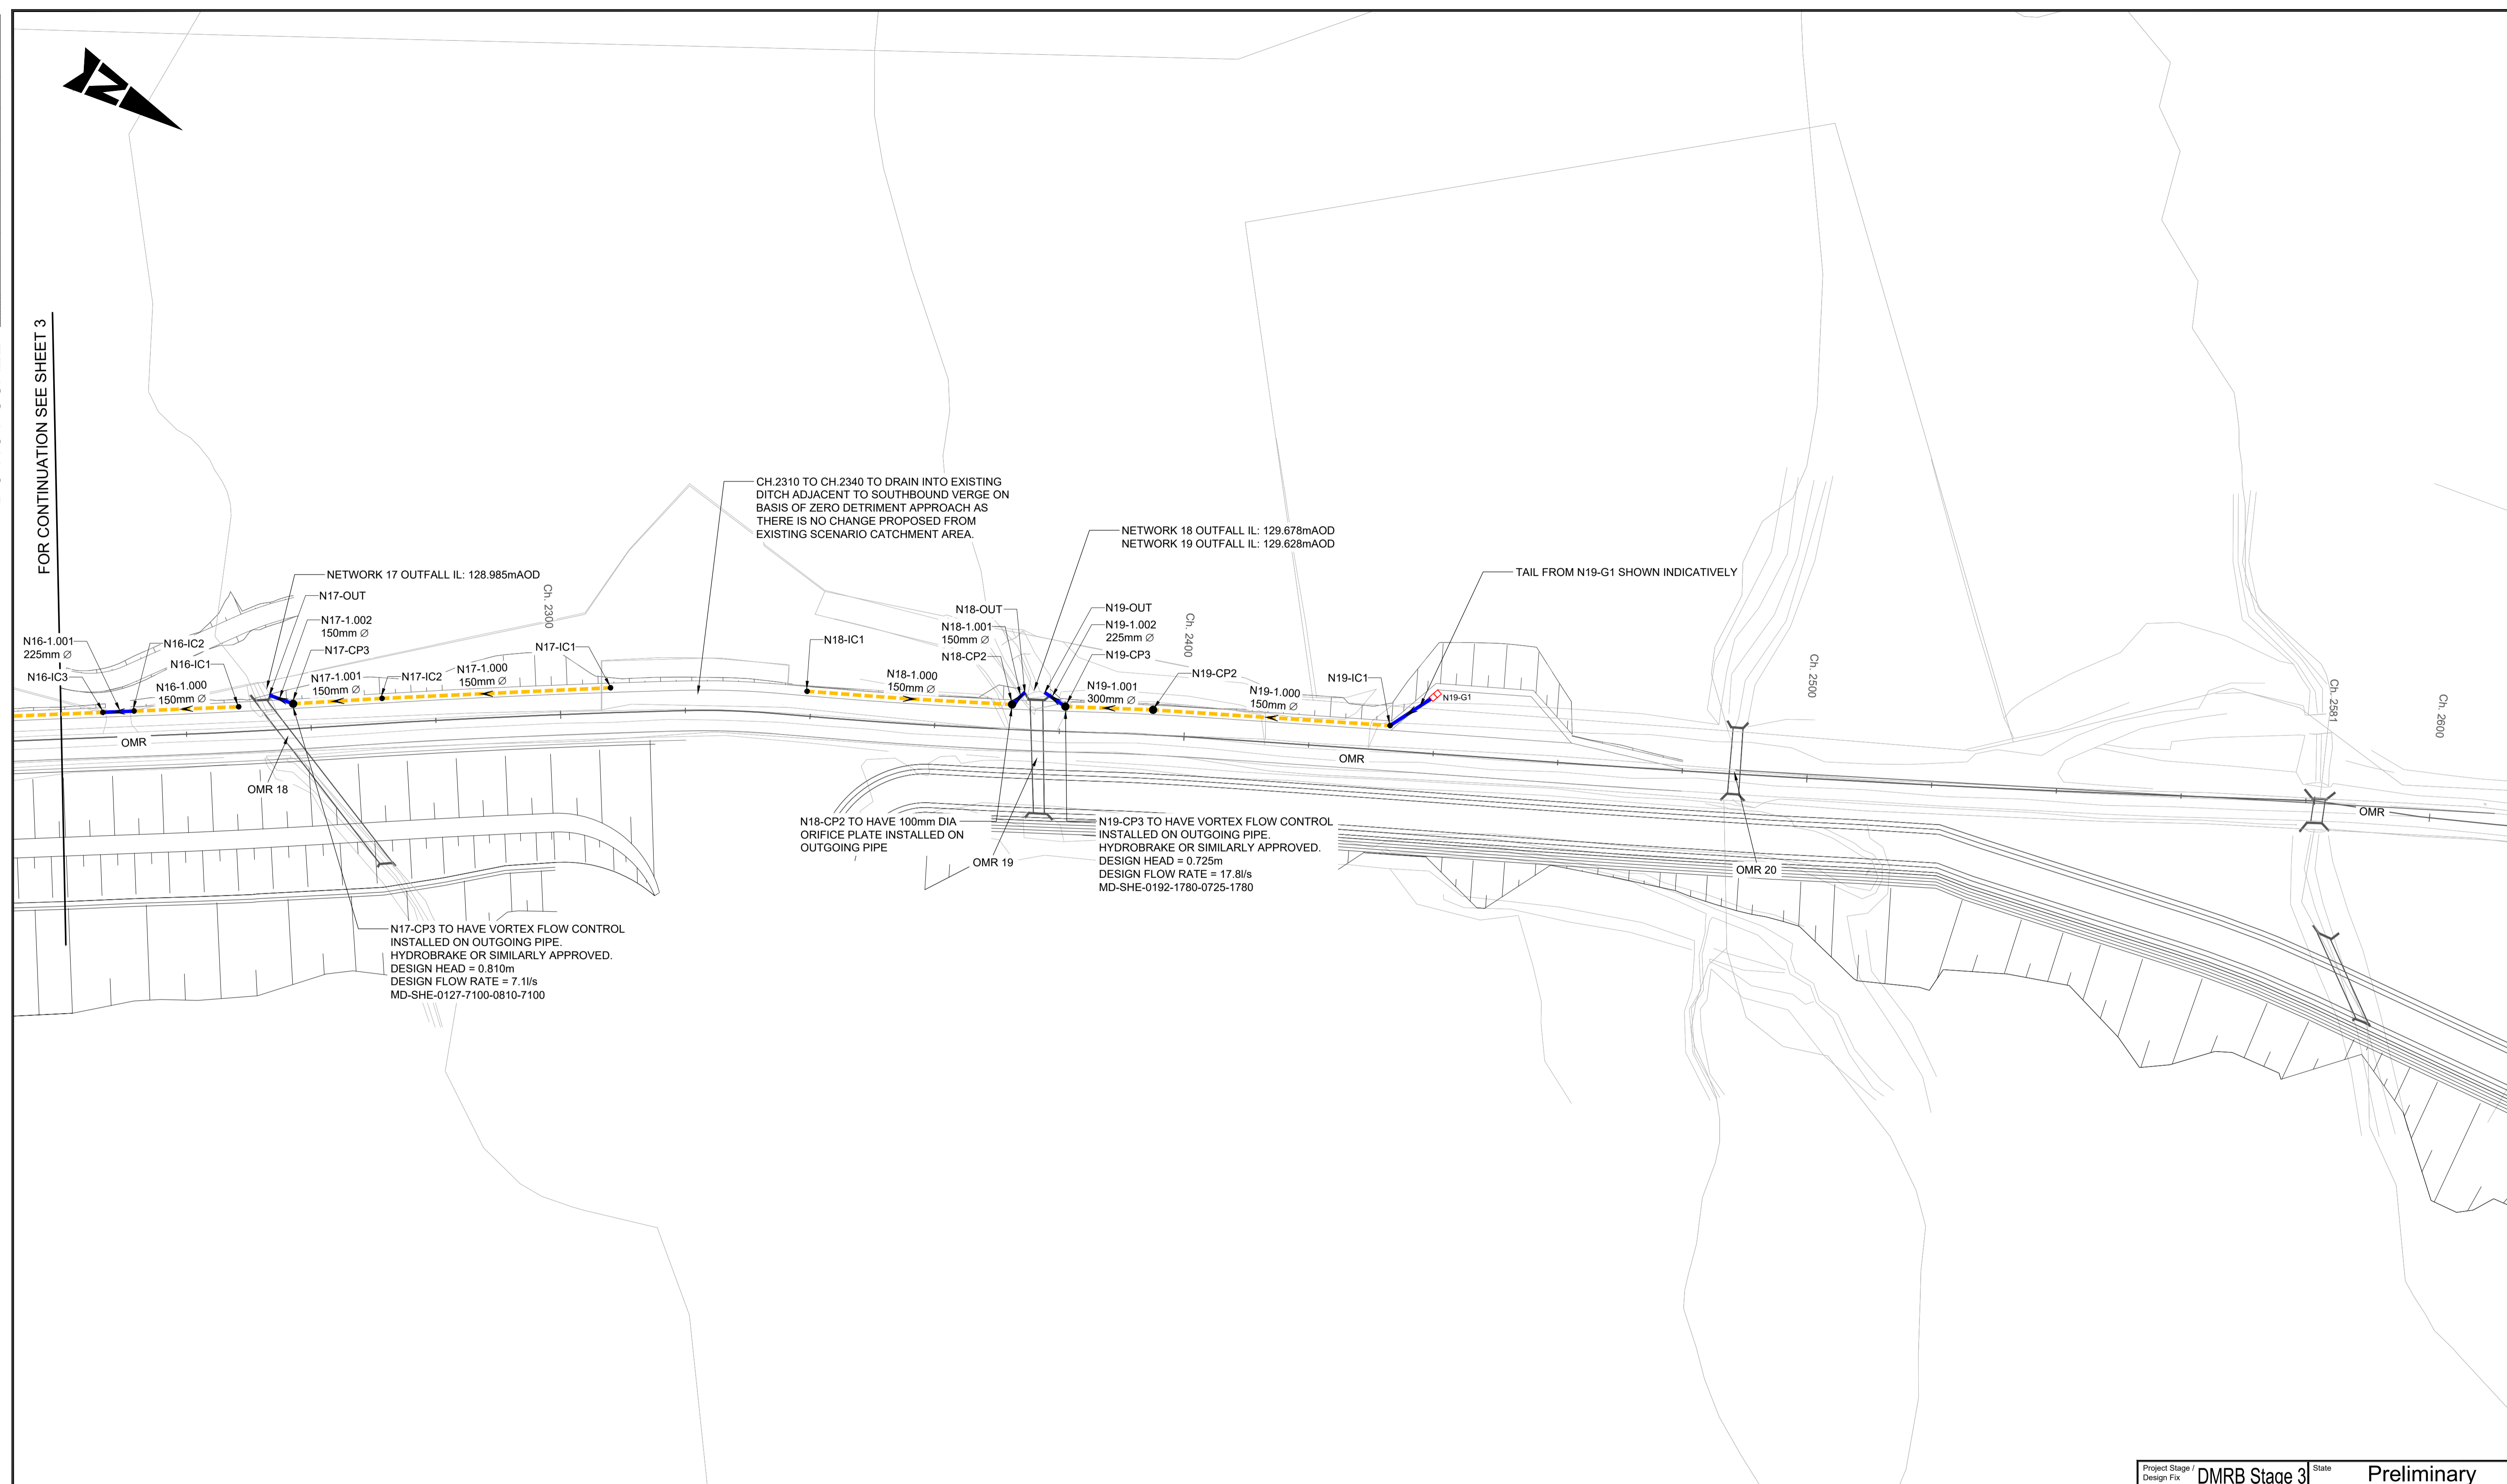 FOR CONTINUATION SEE SHEET 3
CH.2310 TO CH.2340 TO DRAIN INTO EXISTING
DITCH ADJACENT TO SOUTHBOUND VERGE ON
BASIS OF ZERO DETRIMENT APPROACH AS
THERE IS NO CHANGE PROPOSED FROM
EXISTING SCENARIO CATCHMENT AREA.
NETWORK 18 OUTFALL IL: 129.678mAOD
NETWORK 19 OUTFALL IL: 129.628mAOD
NETWORK 17 OUTFALL IL: 128.985mAOD
TAIL FROM N19-G1 SHOWN INDICATIVELY
N17-OUT
N17-1.002
150mm ∅
N17-CP3
Ch. 2300
N16-1.001
225mm ∅
N16-IC3
N16-IC2
N16-IC1
N16-1.000
150mm ∅
N17-1.001
150mm ∅
N17-IC2
N17-1.000
150mm ∅
N17-IC1
N18-IC1
N18-1.000
150mm ∅
N18-OUT
N18-1.001
150mm ∅
N18-CP2
N19-OUT
N19-1.002
225mm ∅
N19-CP3
Ch. 2400
N19-CP2
N19-1.001
300mm ∅
N19-1.000
150mm ∅
N19-IC1
N19-G1
Ch. 2500
Ch. 2581
Ch. 2600
OMR
OMR
OMR
OMR 18
OMR 19
OMR 20
N18-CP2 TO HAVE 100mm DIA
ORIFICE PLATE INSTALLED ON
OUTGOING PIPE
N19-CP3 TO HAVE VORTEX FLOW CONTROL
INSTALLED ON OUTGOING PIPE.
HYDROBRAKE OR SIMILARLY APPROVED.
DESIGN HEAD = 0.725m
DESIGN FLOW RATE = 17.8l/s
MD-SHE-0192-1780-0725-1780
N17-CP3 TO HAVE VORTEX FLOW CONTROL
INSTALLED ON OUTGOING PIPE.
HYDROBRAKE OR SIMILARLY APPROVED.
DESIGN HEAD = 0.810m
DESIGN FLOW RATE = 7.1l/s
MD-SHE-0127-7100-0810-7100
Project Stage /
Design Fix
DMRB Stage 3
State
Preliminary